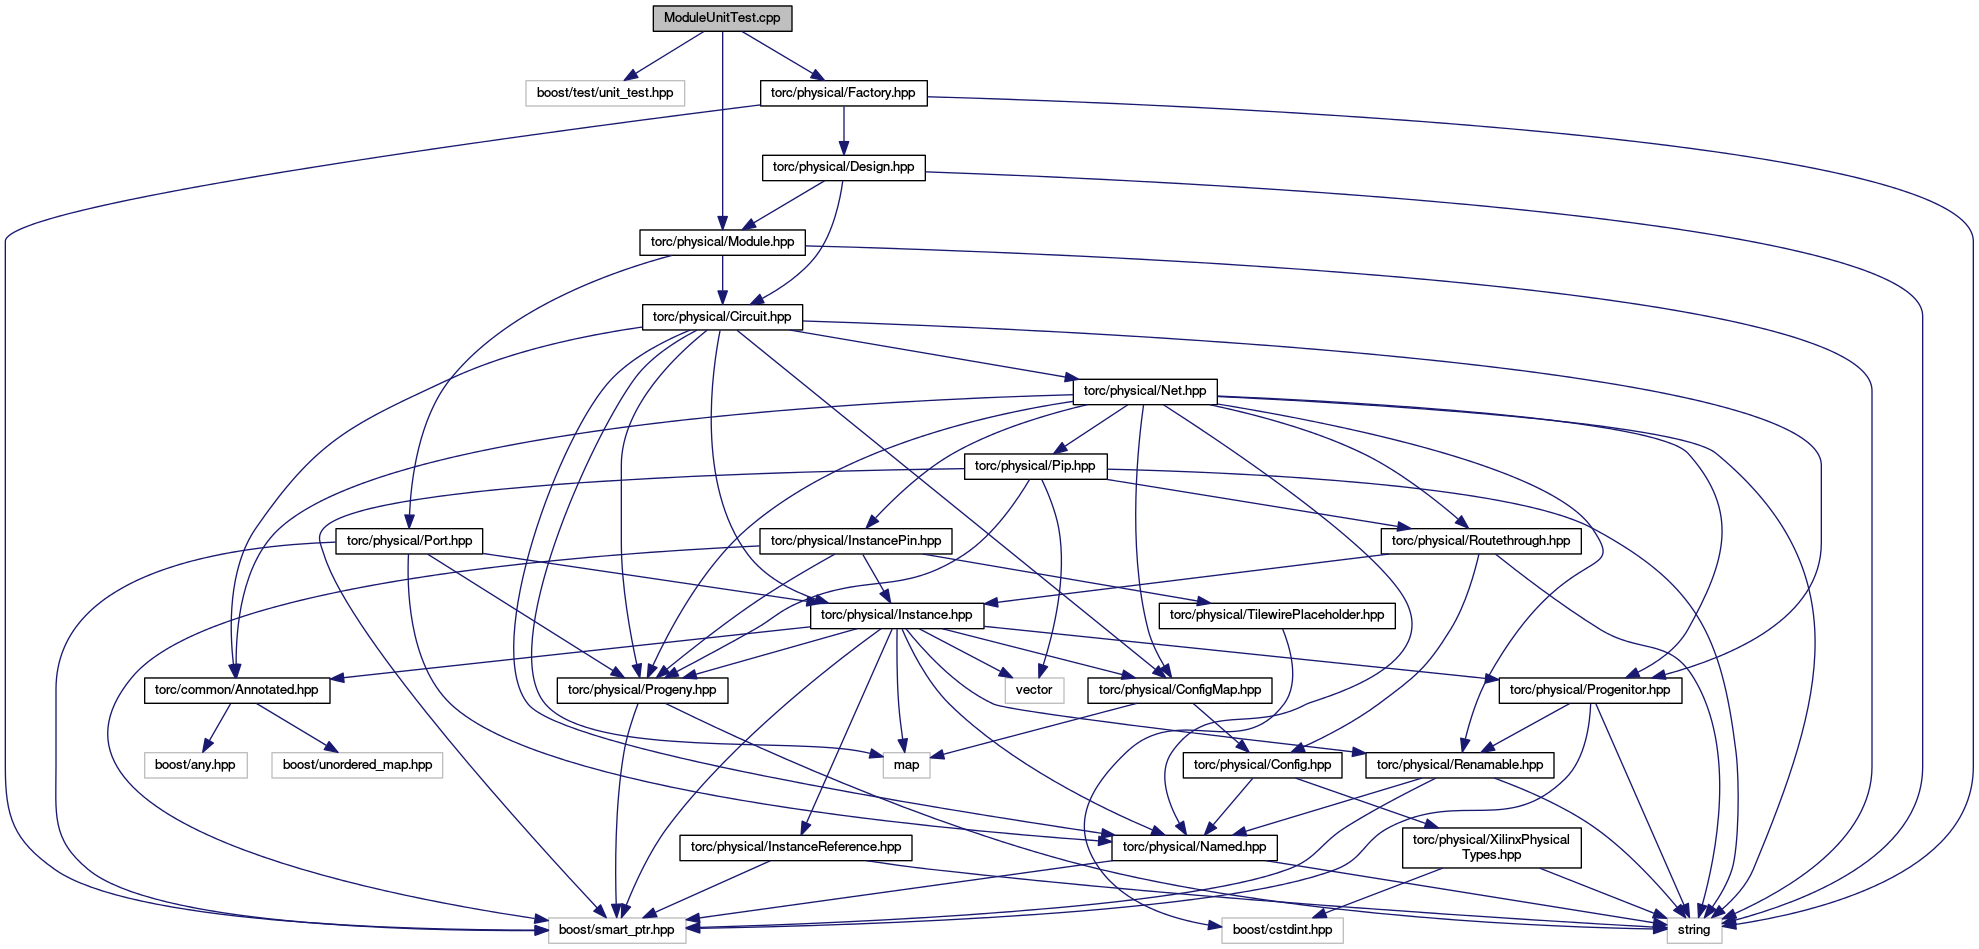 ModuleUnitTest.cpp
boost/test/unit_test.hpp
torc/physical/Factory.hpp
torc/physical/Design.hpp
torc/physical/Module.hpp
torc/physical/Circuit.hpp
torc/physical/Net.hpp
torc/physical/Pip.hpp
torc/physical/Port.hpp
torc/physical/InstancePin.hpp
torc/physical/Routethrough.hpp
torc/physical/Instance.hpp
torc/physical/TilewirePlaceholder.hpp
torc/common/Annotated.hpp
torc/physical/Progeny.hpp
vector
torc/physical/ConfigMap.hpp
torc/physical/Progenitor.hpp
boost/any.hpp
boost/unordered_map.hpp
map
torc/physical/Config.hpp
torc/physical/Renamable.hpp
torc/physical/InstanceReference.hpp
torc/physical/Named.hpp
torc/physical/XilinxPhysical
Types.hpp
boost/smart_ptr.hpp
boost/cstdint.hpp
string